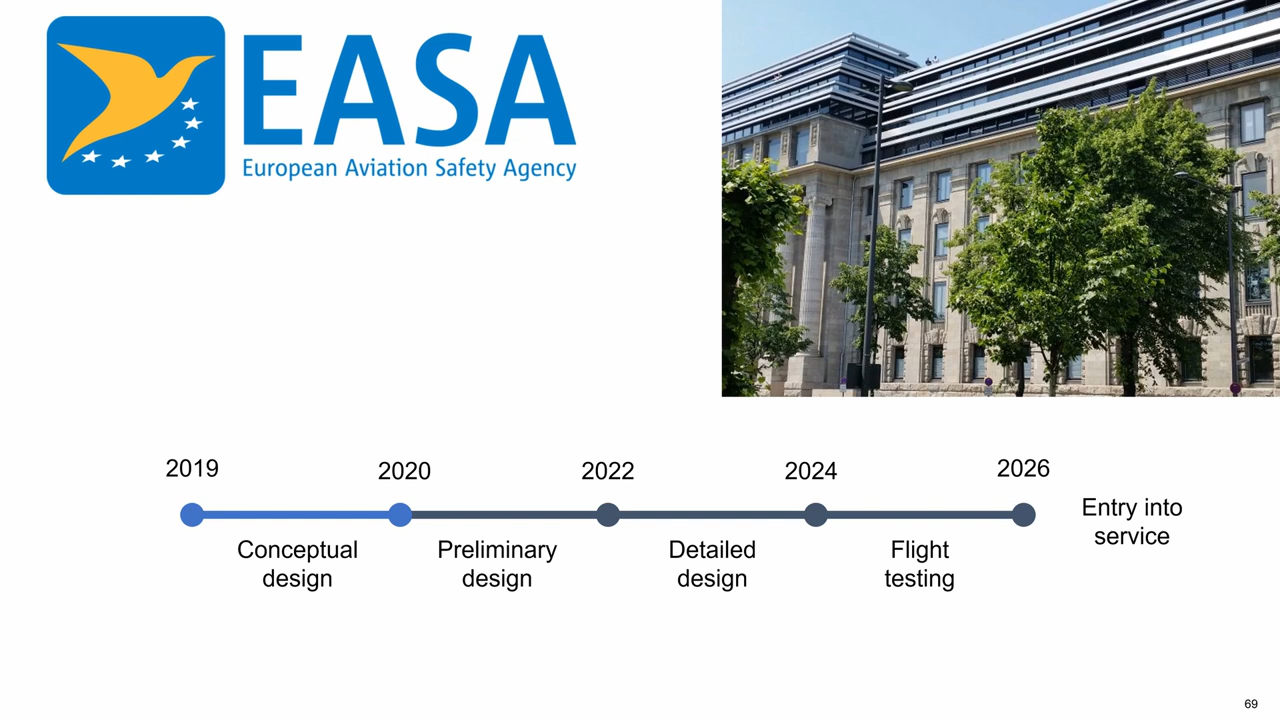 EASA
European Aviation Safety Agency
2019
2020
2022
2024
2026
Conceptual
design
Preliminary
design
Detailed
design
Flight
testing
Entry into
service
69